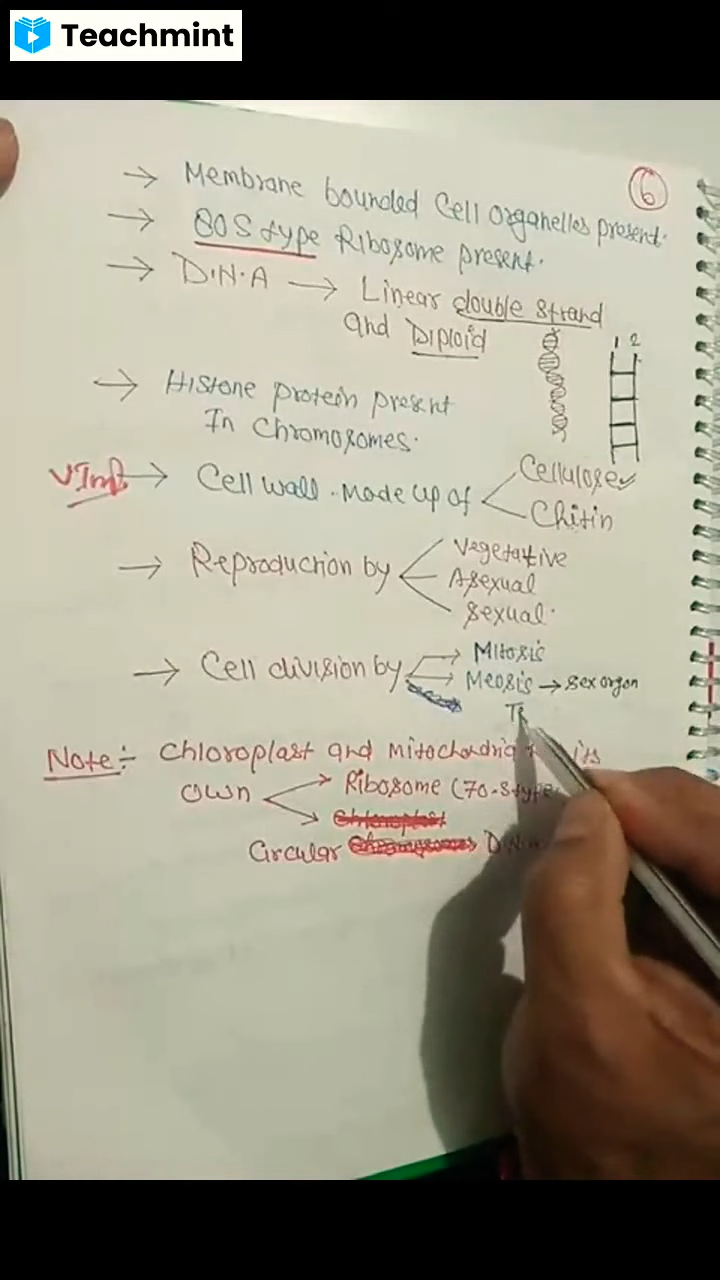 Teachmint
6
→ Membrane bounded Cell organelles present.
→ 80S type Ribosome present.
→ D.N.A → Linear double strand
and Diploid
1 2
→ Histone protein present
In chromosomes.
VImp → Cell wall . Made up of
Cellulose
Chitin
→ Reproduction by
Vegetative
Asexual
Sexual.
→ Cell division by
→ Mitosis
→ Meosis → sex organ
Note:- Chloroplast and mitochondria its
own
→ Ribosome (70-S type
→
Circular D.N.